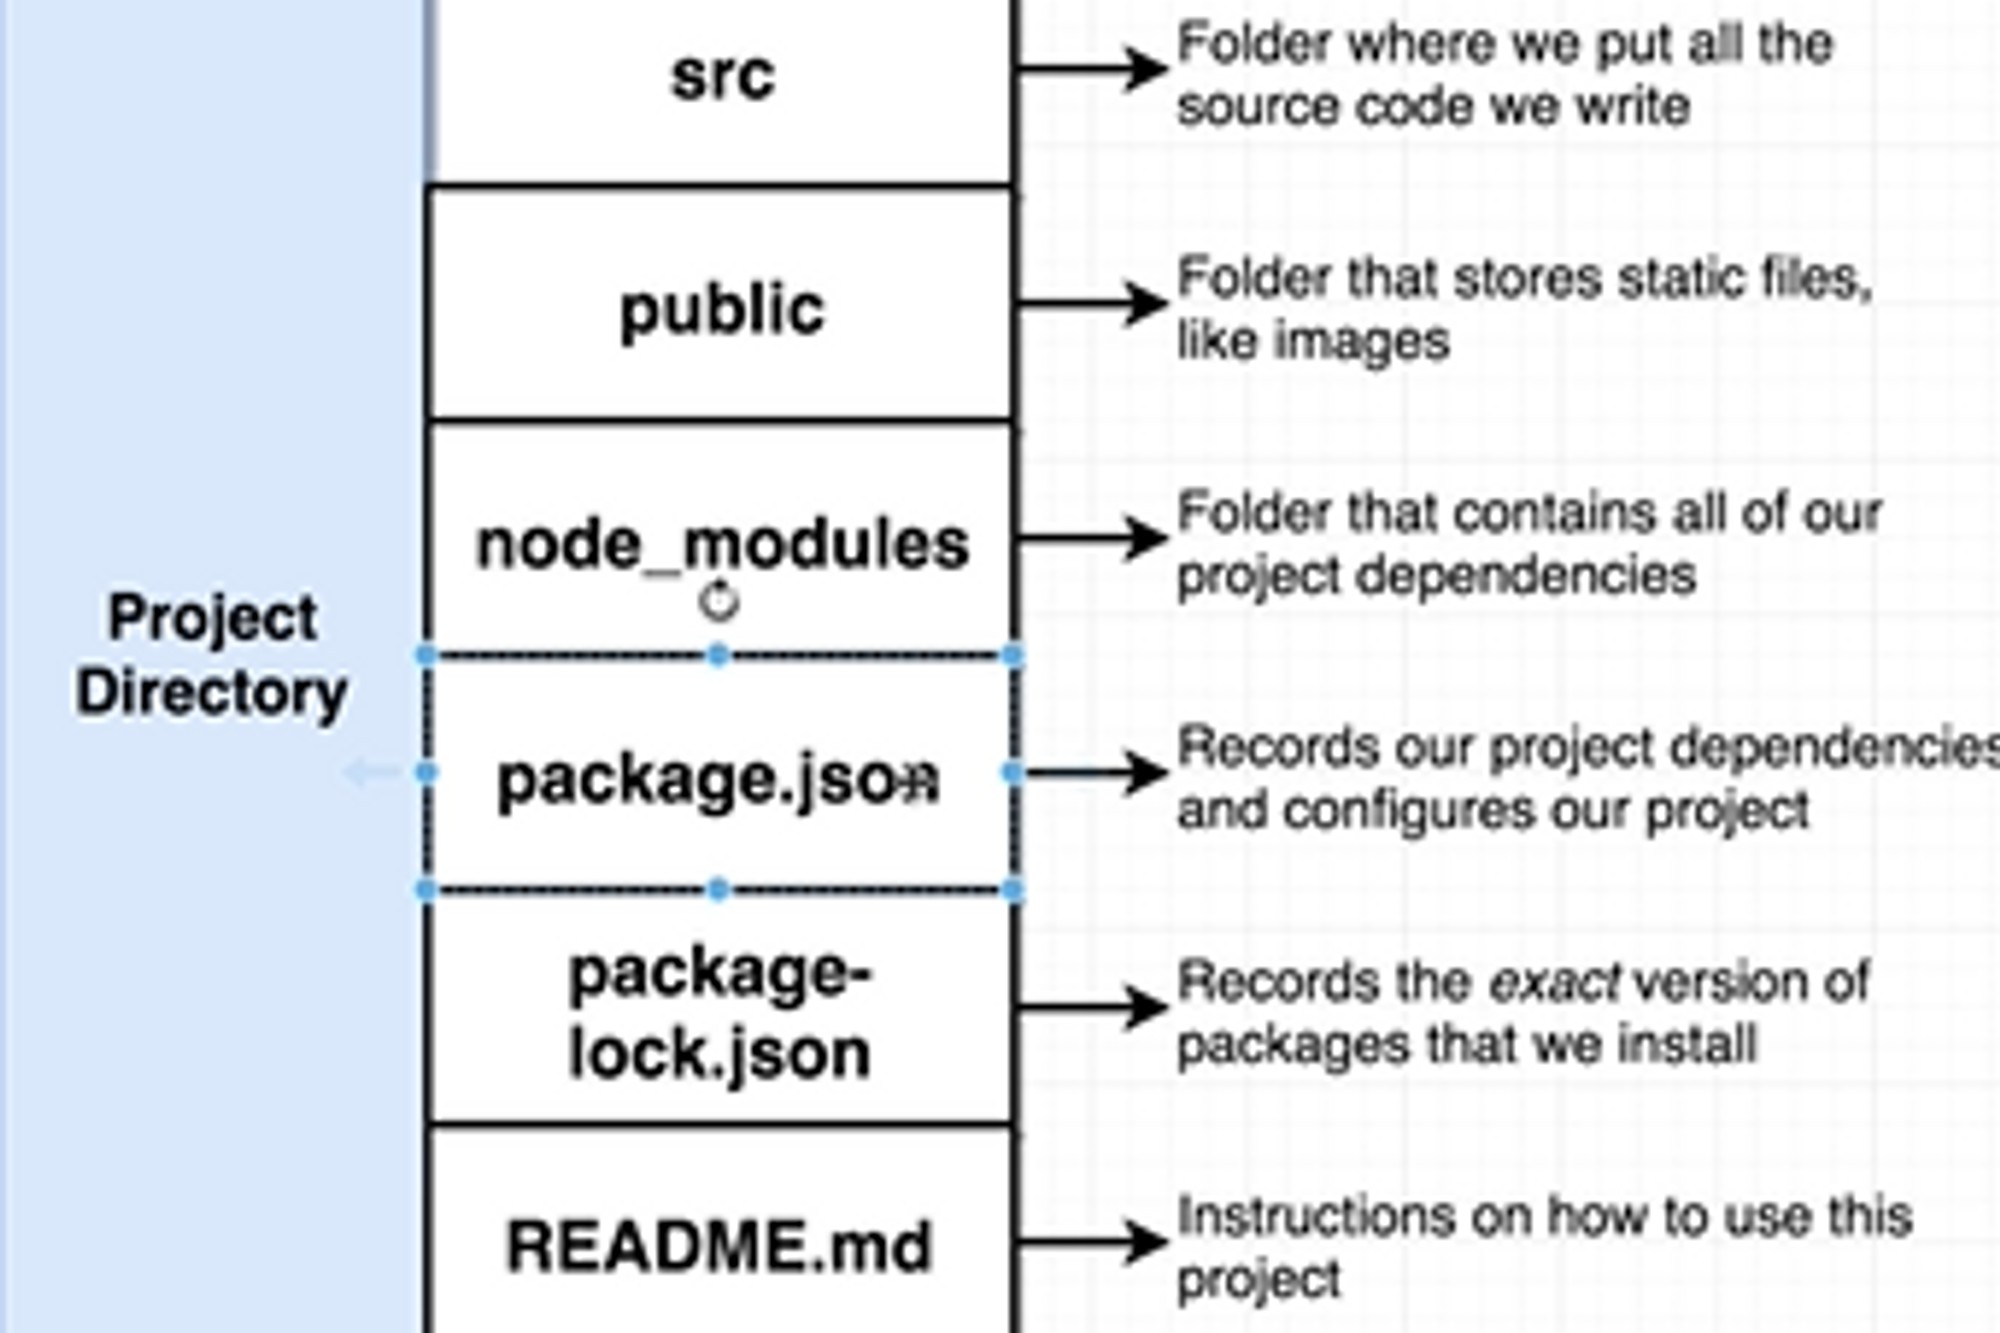 src
Folder where we put all the
source code we write
public
Folder that stores static files,
like images
node_modules
Folder that contains all of our
project dependencies
Project
Directory
package.json
Records our project dependencies
and configures our project
package-
lock.json
Records the exact version of
packages that we install
README.md
Instructions on how to use this
project